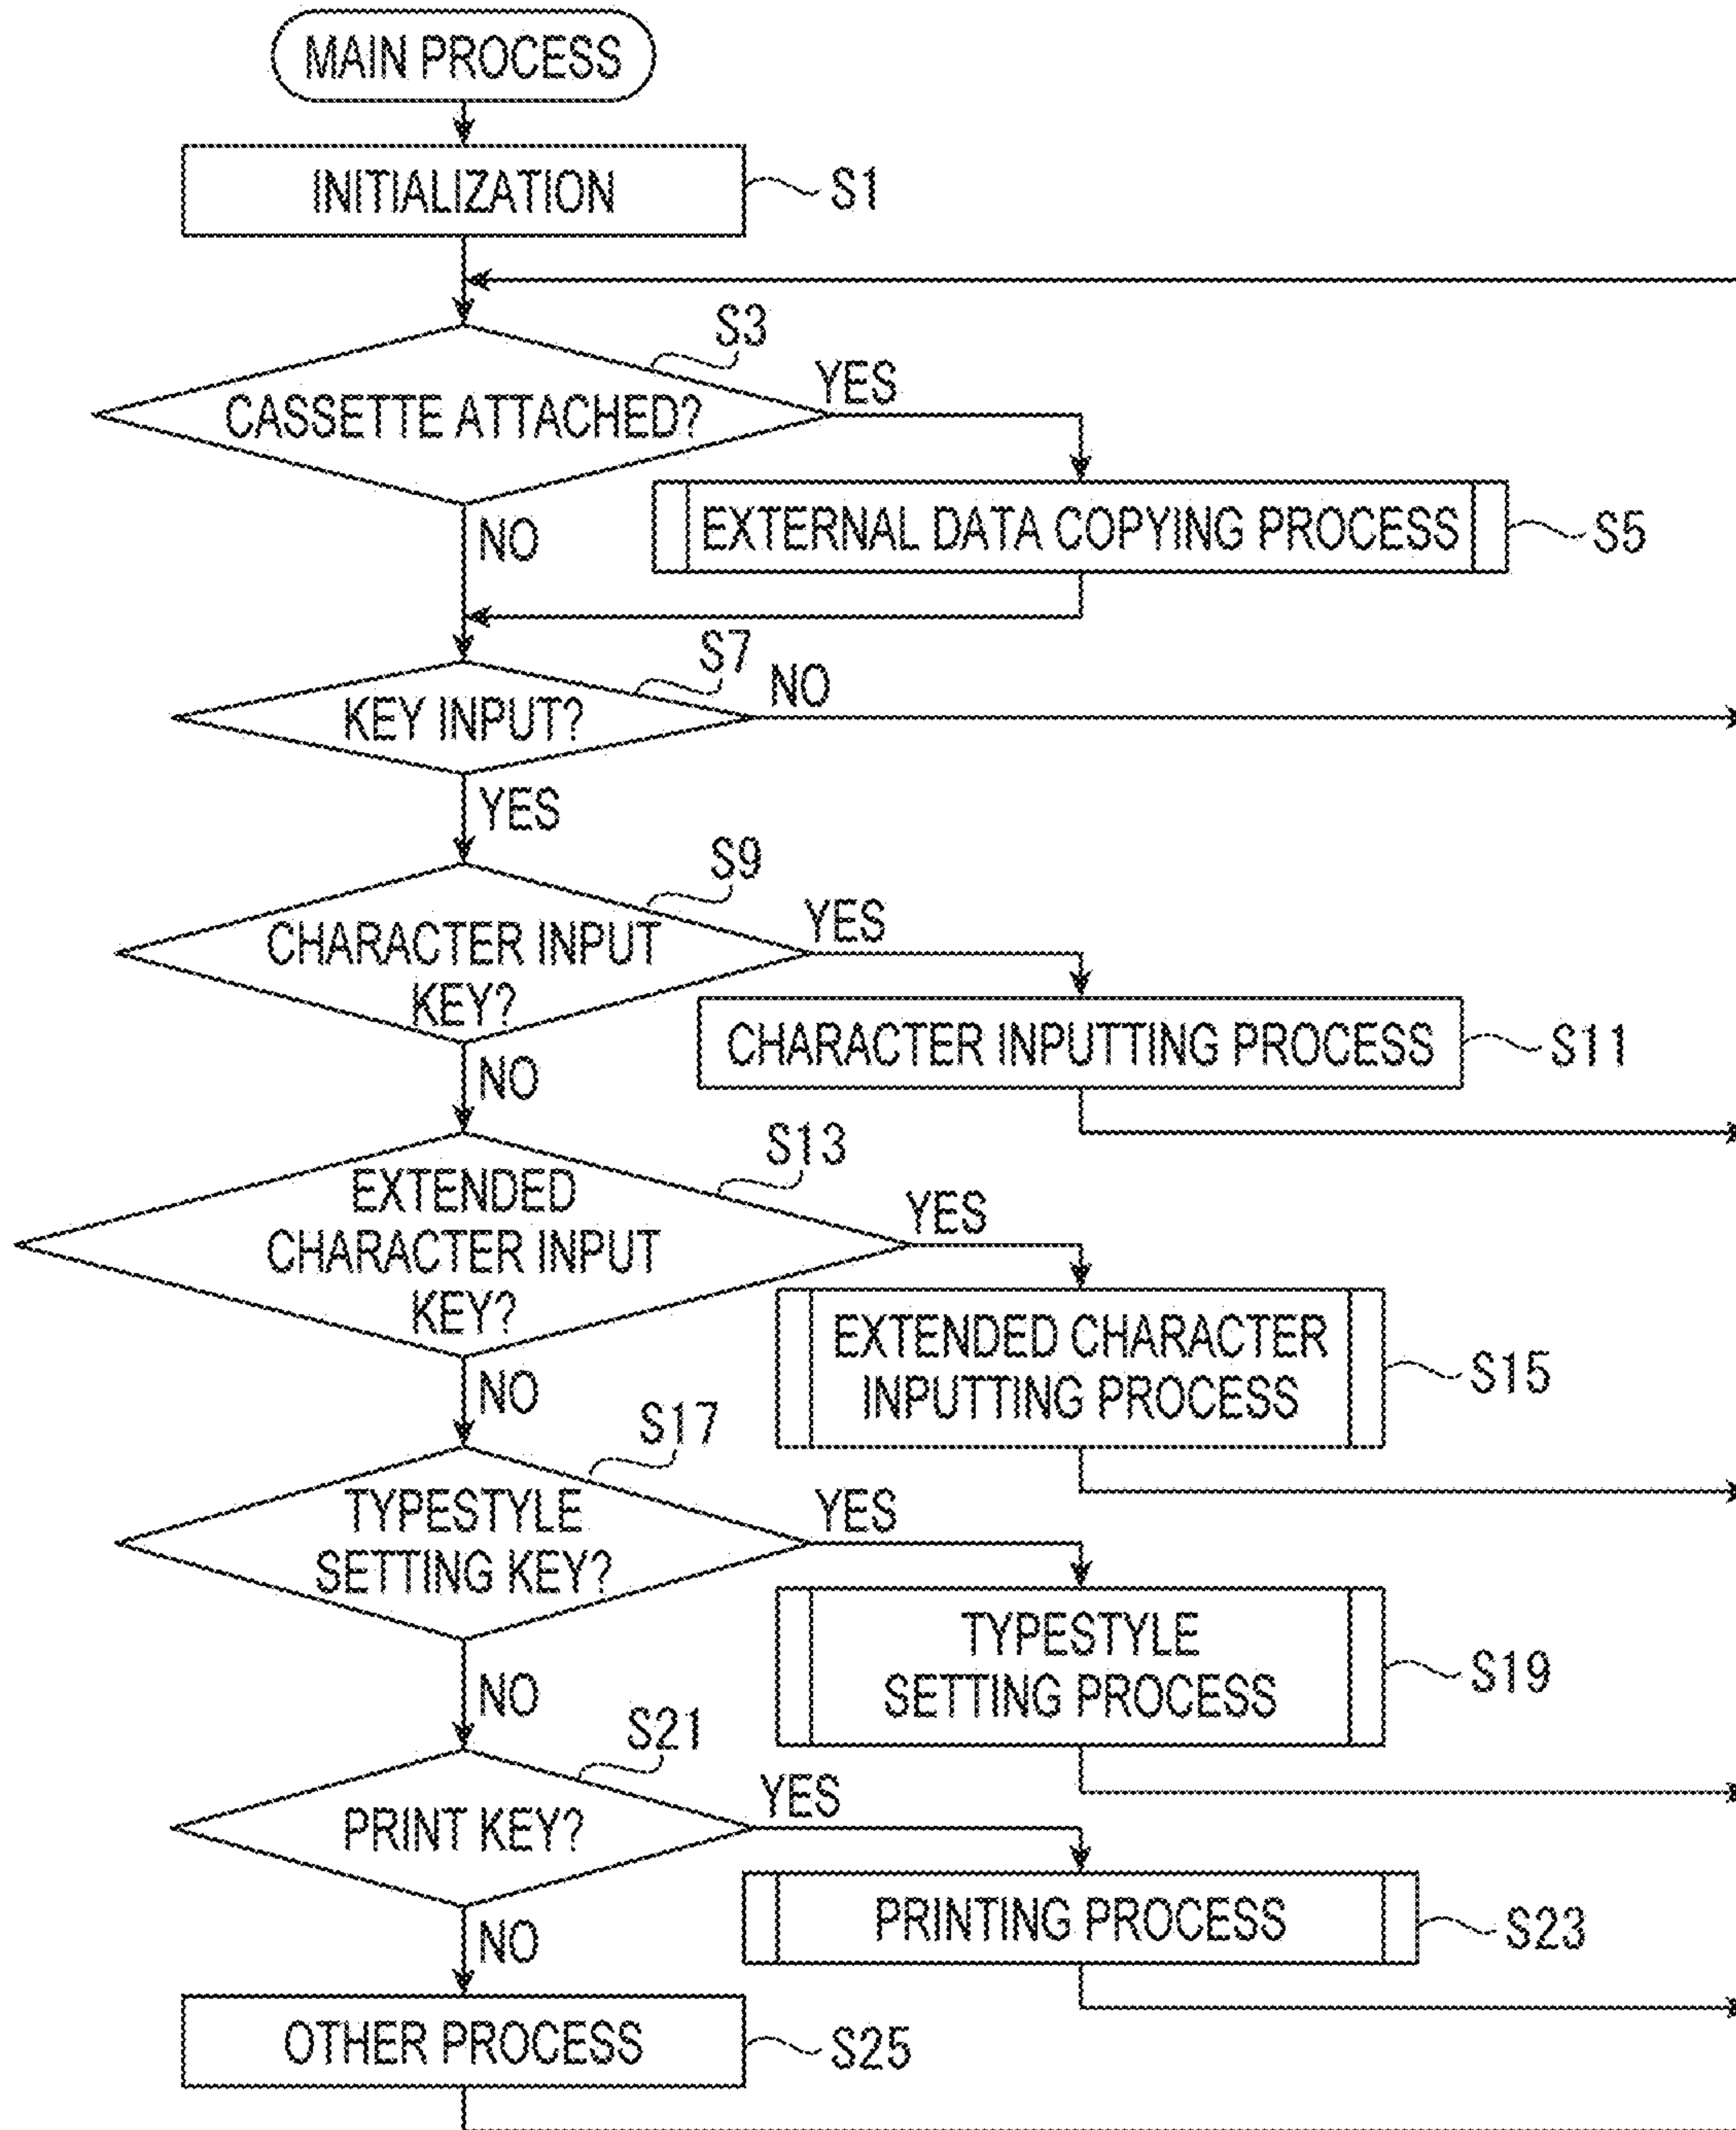 MAIN PROCESS
INITIALIZATION
S1
S3
CASSETTE ATTACHED?
YES
NO
EXTERNAL DATA COPYING PROCESS
S5
S7
KEY INPUT?
NO
YES
S9
CHARACTER INPUT
KEY?
YES
NO
CHARACTER INPUTTING PROCESS
S11
S13
EXTENDED
CHARACTER INPUT
KEY?
YES
NO
EXTENDED CHARACTER
INPUTTING PROCESS
S15
S17
TYPESTYLE
SETTING KEY?
YES
NO
TYPESTYLE
SETTING PROCESS
S19
S21
PRINT KEY?
YES
NO
PRINTING PROCESS
S23
OTHER PROCESS
S25